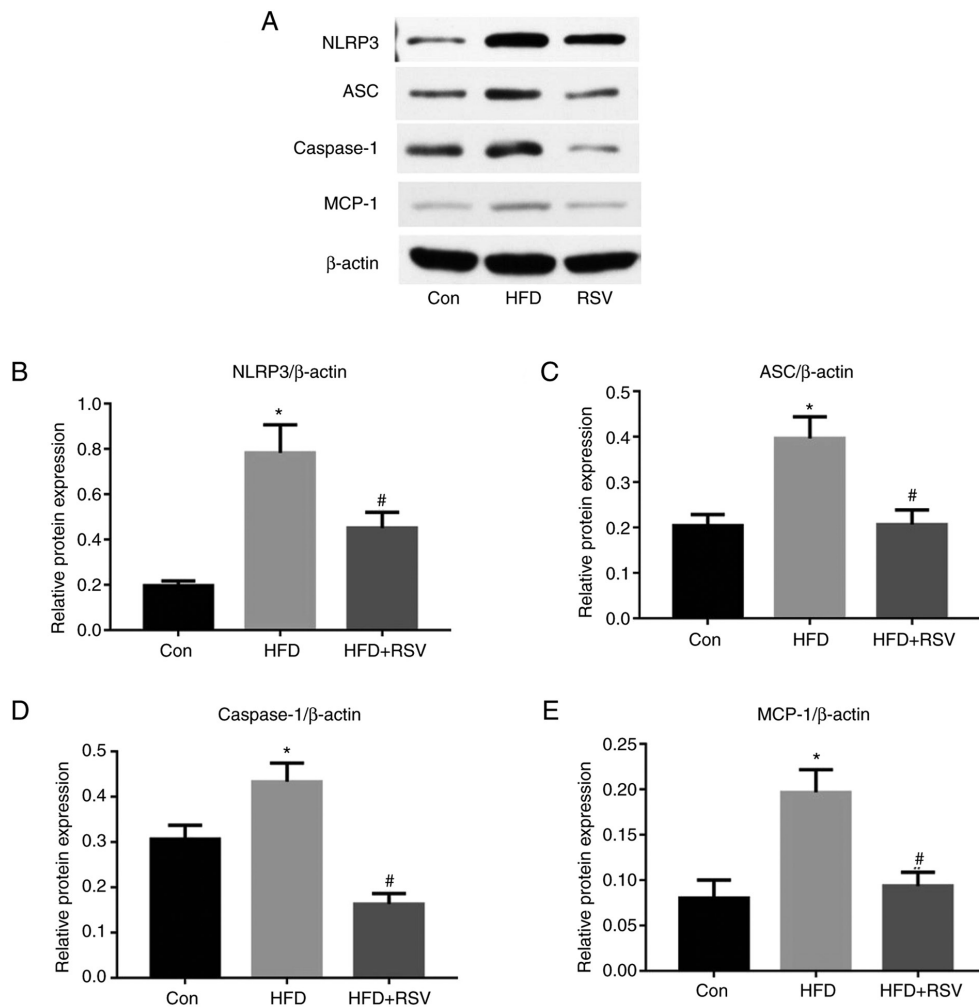 A
NLRP3
ASC
Caspase-1
MCP-1
β-actin
Con HFD RSV
B
NLRP3/β-actin
Relative protein expression
1.0
0.8
0.6
0.4
0.2
0.0
*
#
Con HFD HFD+RSV
C
ASC/β-actin
Relative protein expression
0.5
0.4
0.3
0.2
0.1
0.0
*
#
Con HFD HFD+RSV
D
Caspase-1/β-actin
Relative protein expression
0.5
0.4
0.3
0.2
0.1
0.0
*
#
Con HFD HFD+RSV
E
MCP-1/β-actin
Relative protein expression
0.25
0.20
0.15
0.10
0.05
0.00
*
#
Con HFD HFD+RSV